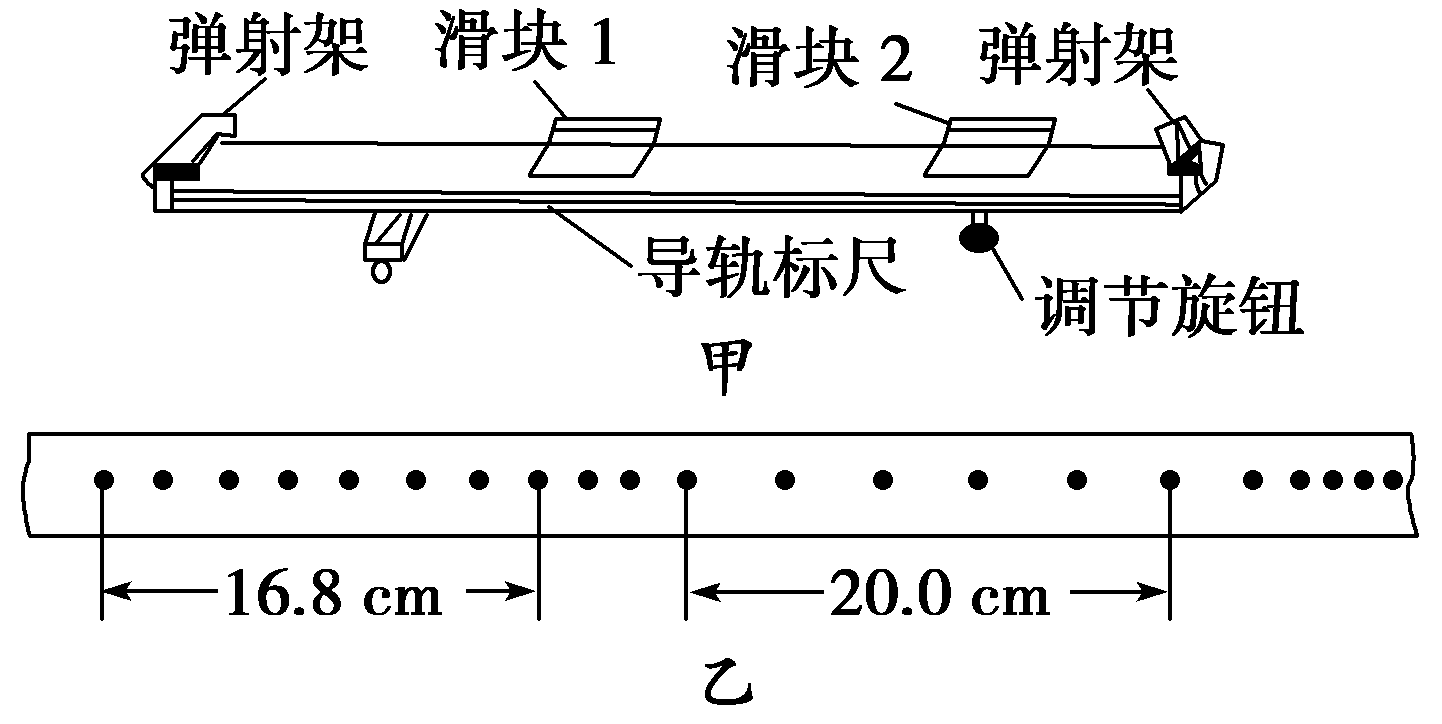 弹射架
滑块 1
滑块 2
弹射架
导轨标尺
调节旋钮
甲
16.8 cm
20.0 cm
乙